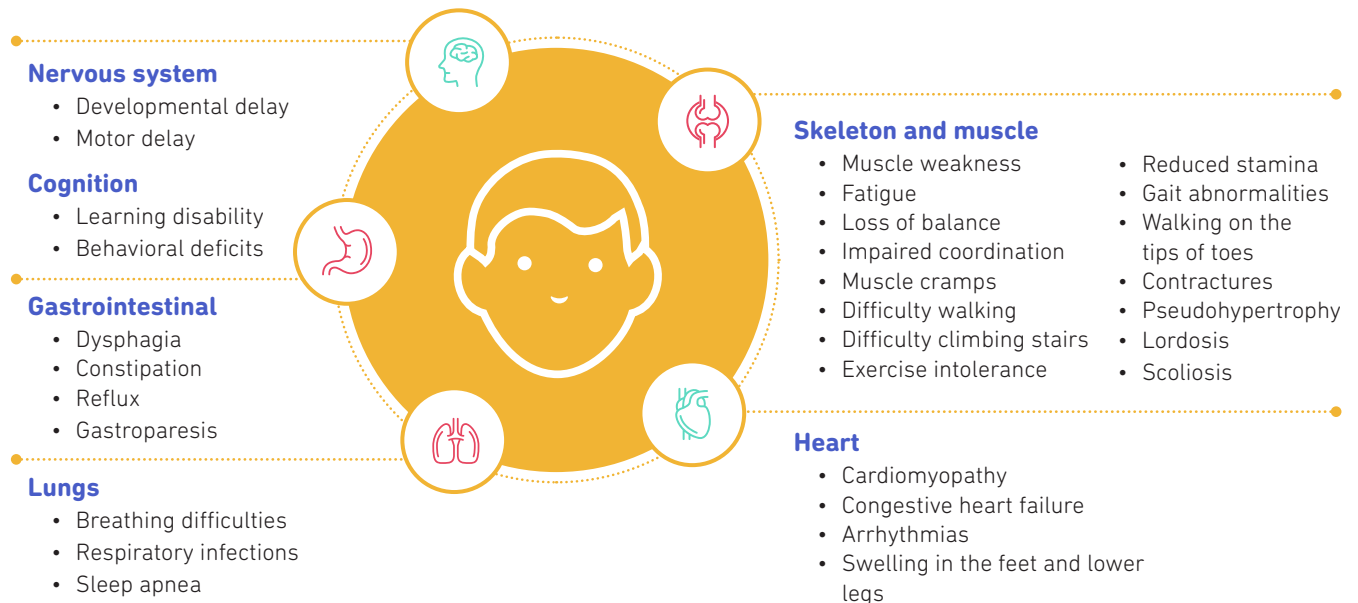 Nervous system
• Developmental delay
• Motor delay
Cognition
• Learning disability
• Behavioral deficits
Gastrointestinal
• Dysphagia
• Constipation
• Reflux
• Gastroparesis
Lungs
• Breathing difficulties
• Respiratory infections
• Sleep apnea
Skeleton and muscle
• Muscle weakness
• Fatigue
• Loss of balance
• Impaired coordination
• Muscle cramps
• Difficulty walking
• Difficulty climbing stairs
• Exercise intolerance
• Reduced stamina
• Gait abnormalities
• Walking on the
tips of toes
• Contractures
• Pseudohypertrophy
• Lordosis
• Scoliosis
Heart
• Cardiomyopathy
• Congestive heart failure
• Arrhythmias
• Swelling in the feet and lower
legs